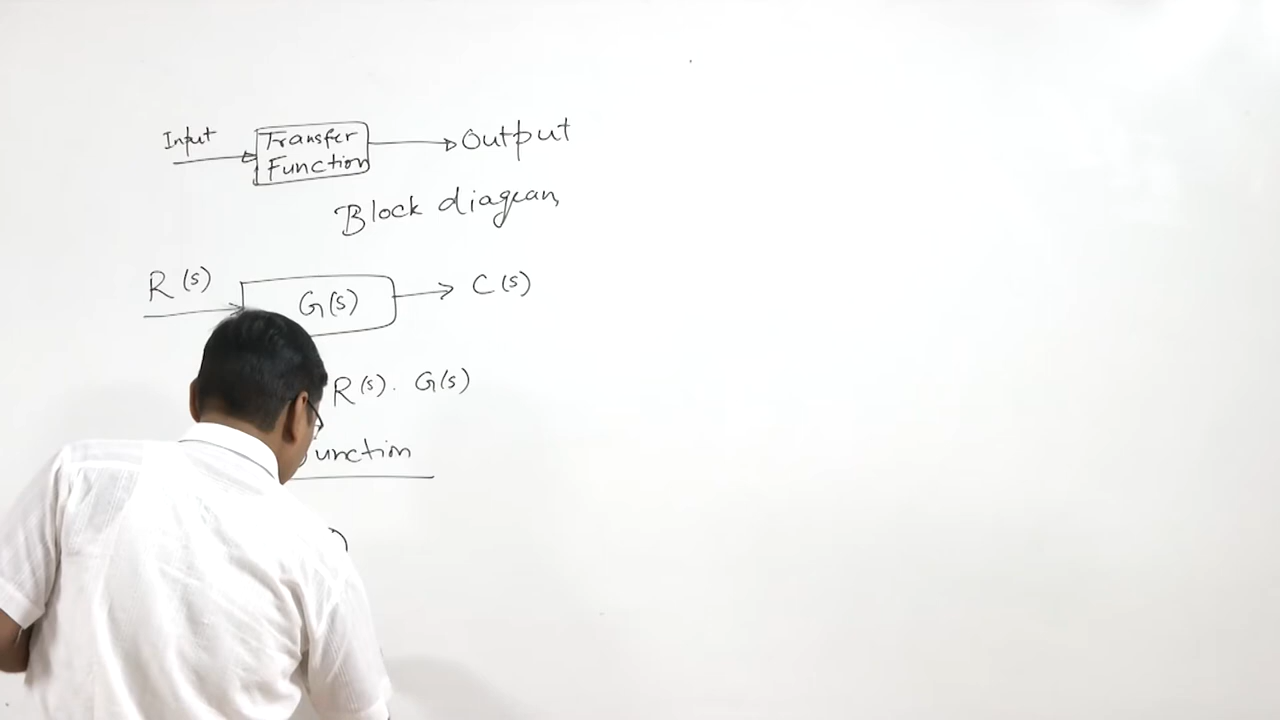 Input Transfer Function Output
Block diagram
R(s) G(s) C(s)
R(s). G(s)
unction